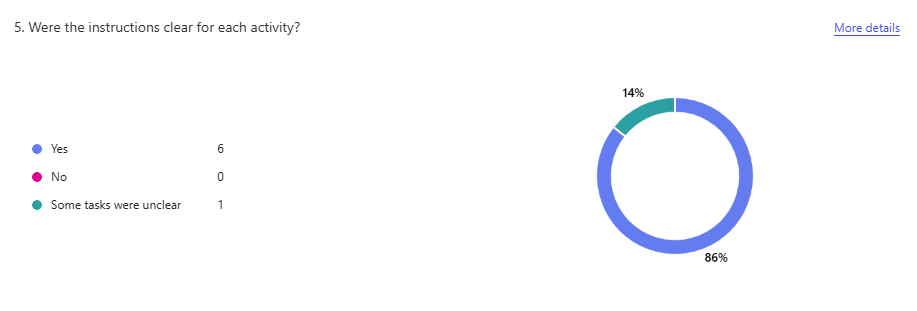 5. Were the instructions clear for each activity?
More details
14%
Yes 6
No 0
Some tasks were unclear 1
86%